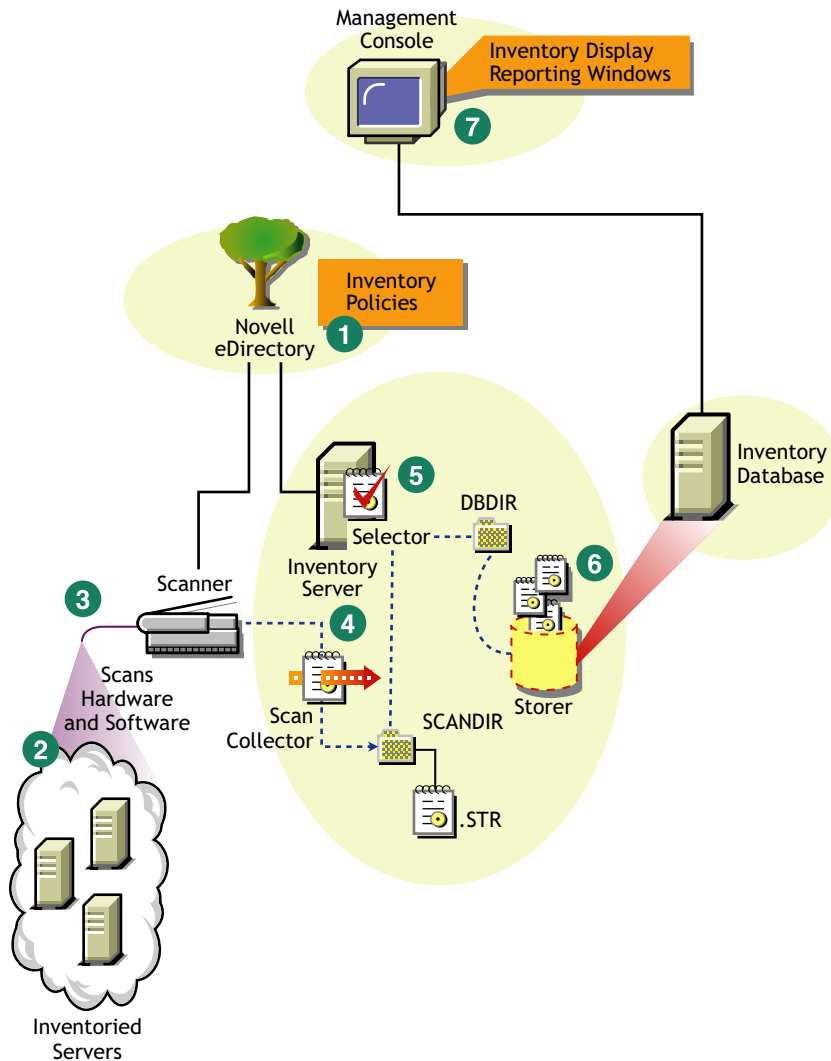 Management
Console
Inventory Display
Reporting Windows
7
Inventory
Policies
Novell
eDirectory
1
Inventory
Database
5
DBDIR
Selector
Inventory
Server
6
Scanner
3
4
Scans
Hardware
and Software
Scan
Collector
SCANDIR
Storer
2
.STR
Inventoried
Servers